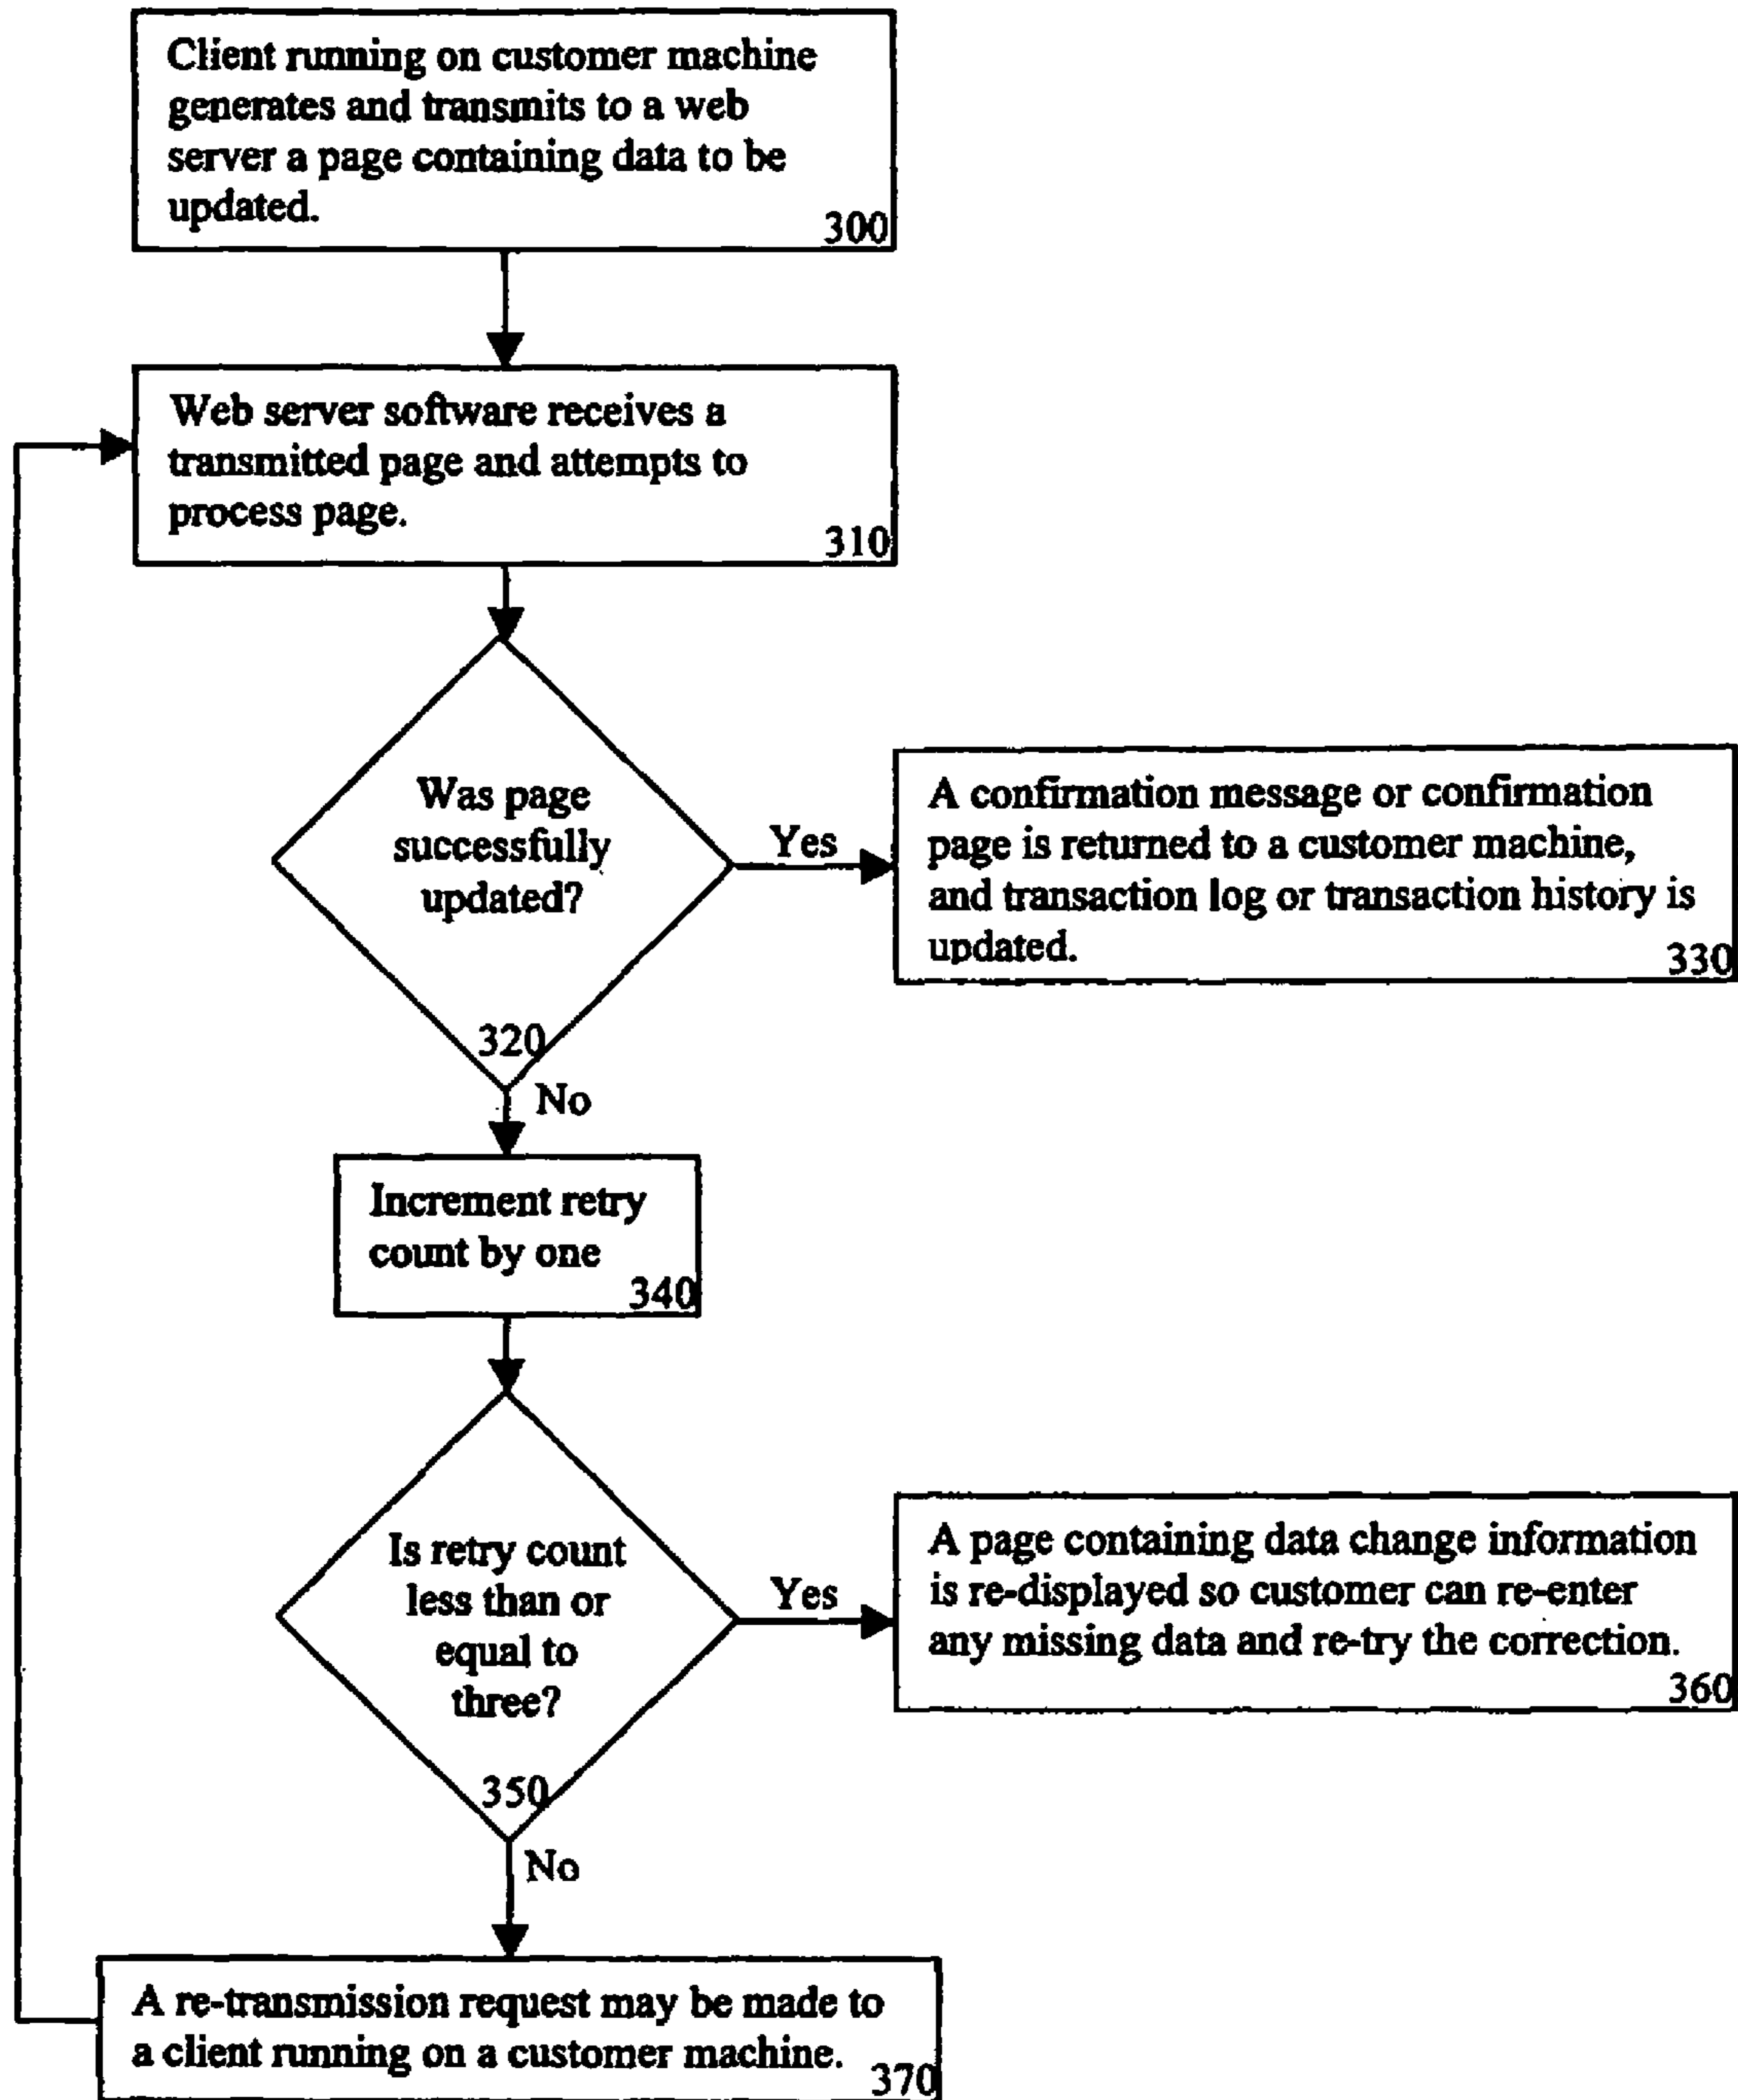 Client running on customer machine
generates and transmits to a web
server a page containing data to be
updated.
300
Web server software receives a
transmitted page and attempts to
process page.
310
Was page
successfully
updated?
320
Yes
A confirmation message or confirmation
page is returned to a customer machine,
and transaction log or transaction history is
updated.
330
No
Increment retry
count by one
340
Is retry count
less than or
equal to
three?
350
Yes
A page containing data change information
is re-displayed so customer can re-enter
any missing data and re-try the correction.
360
No
A re-transmission request may be made to
a client running on a customer machine.
370